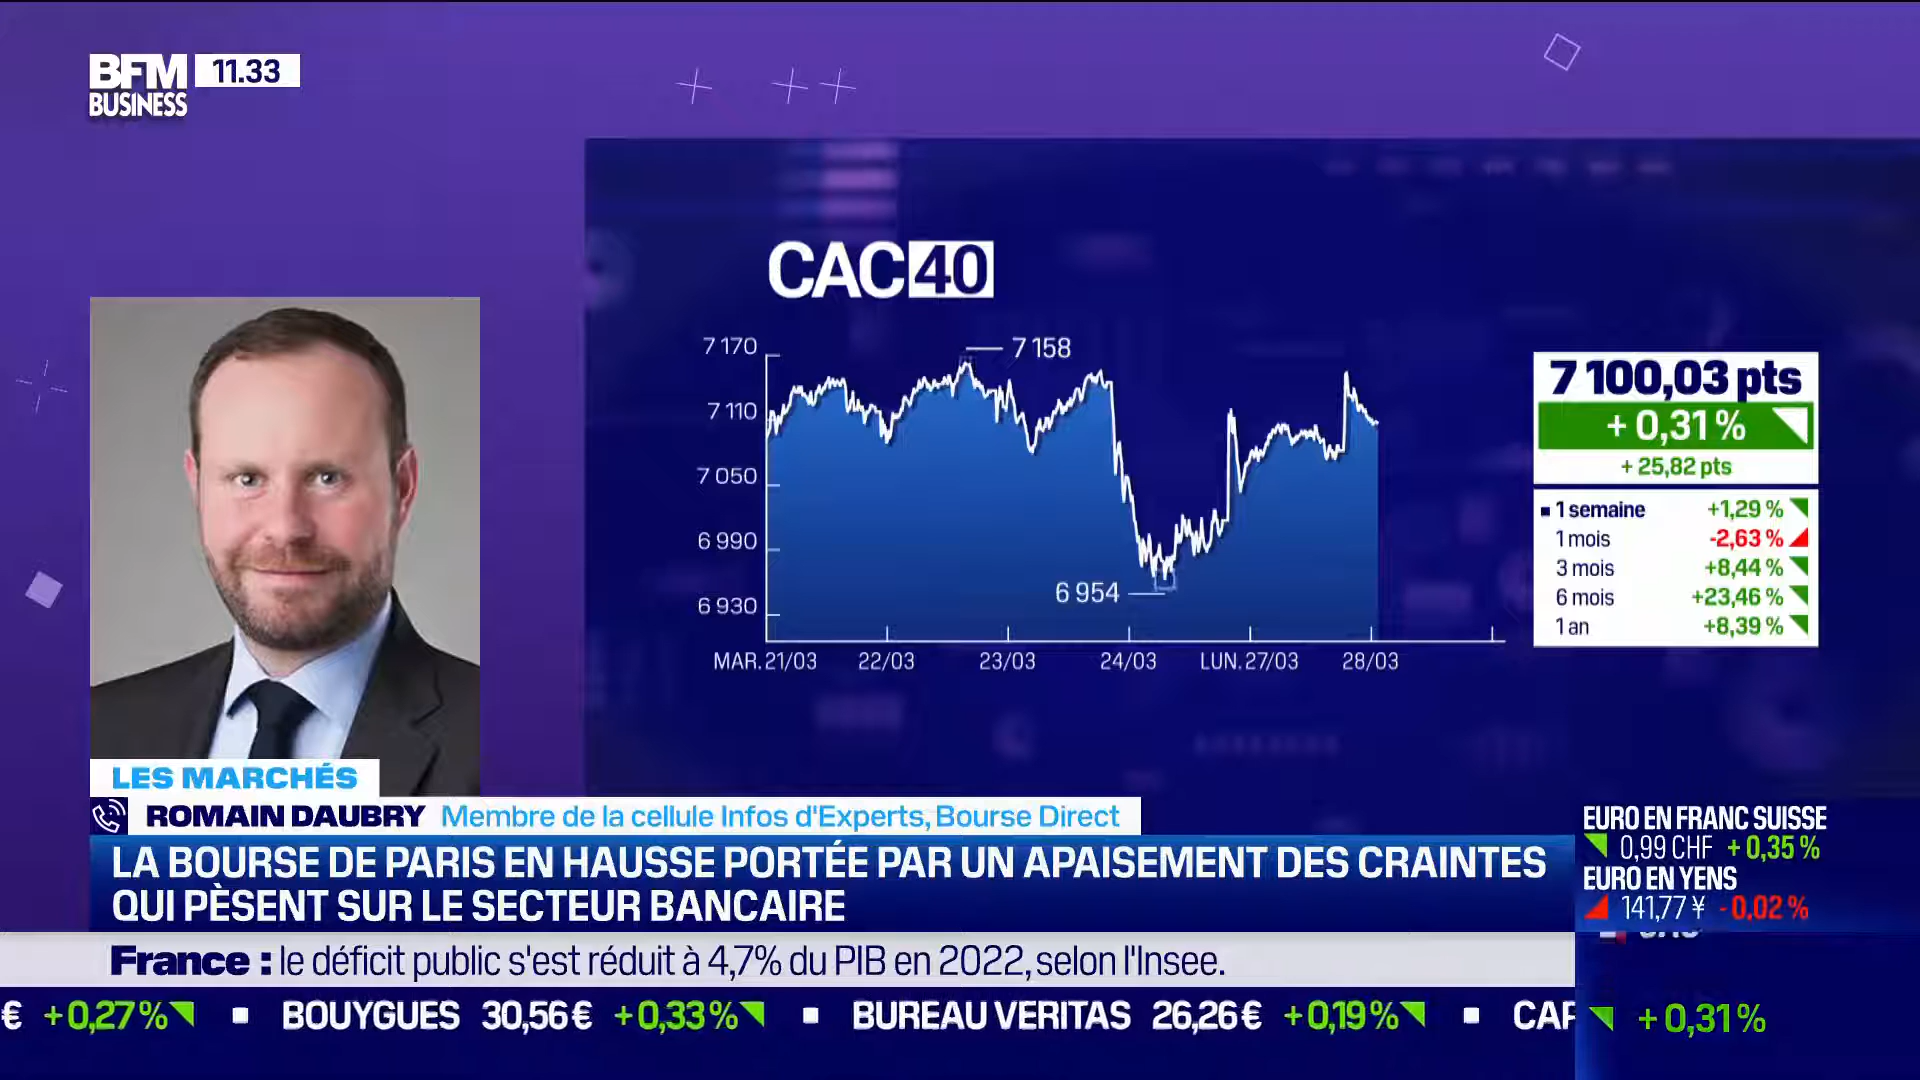 BFM
BUSINESS
11.33
CAC40
7 170
7 158
7 110
7 050
6 990
6 954
6 930
MAR.21/03
22/03
23/03
24/03
LUN.27/03
28/03
7 100,03 pts
+ 0,31 %
+ 25,82 pts
1 semaine +1,29 %
1 mois -2,63 %
3 mois +8,44 %
6 mois +23,46 %
1 an +8,39 %
LES MARCHÉS
ROMAIN DAUBRY Membre de la cellule Infos d'Experts, Bourse Direct
LA BOURSE DE PARIS EN HAUSSE PORTÉE PAR UN APAISEMENT DES CRAINTES
QUI PÈSENT SUR LE SECTEUR BANCAIRE
EURO EN FRANC SUISSE
0,99 CHF + 0,35 %
EURO EN YENS
141,77 ¥ - 0,02 %
France : le déficit public s'est réduit à 4,7% du PIB en 2022, selon l'Insee.
€ +0,27% BOUYGUES 30,56€ +0,33% BUREAU VERITAS 26,26€ +0,19% CAP
+ 0,31 %